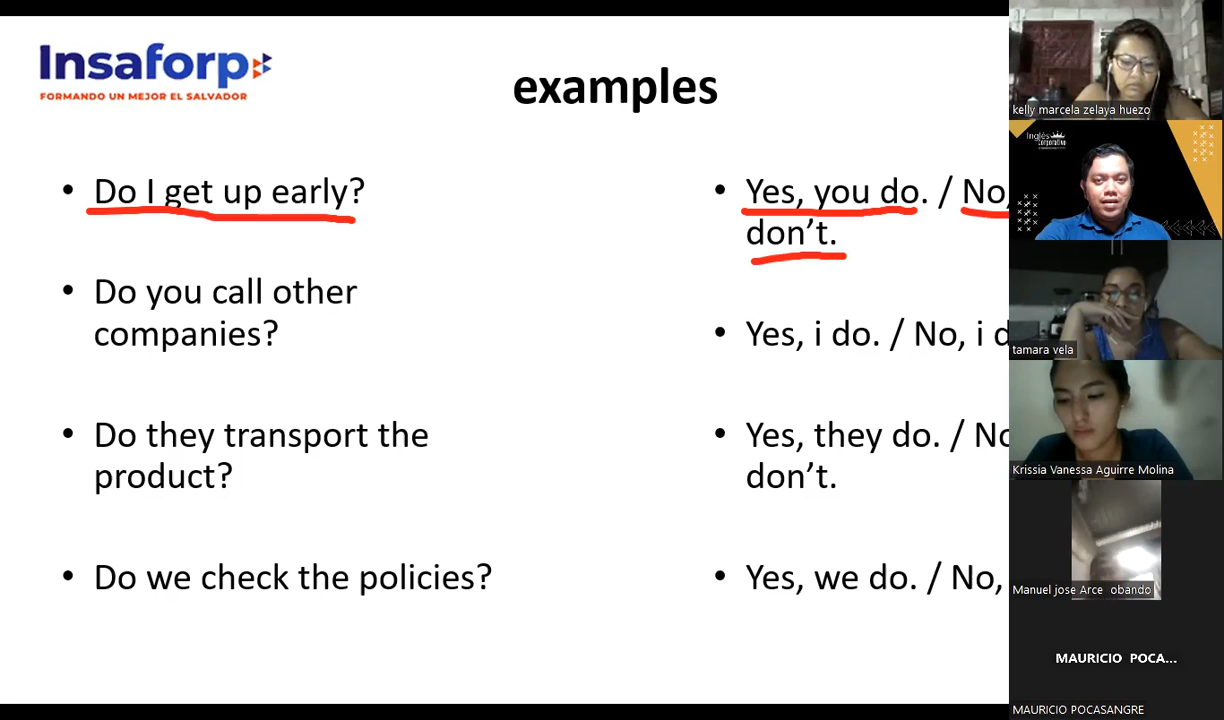 Insaforp
FORMANDO UN MEJOR EL SALVADOR
examples
• Do I get up early?
• Do you call other
companies?
• Do they transport the
product?
• Do we check the policies?
• Yes, you do. / No,
don't.
• Yes, i do. / No, i d
• Yes, they do. / No
don't.
• Yes, we do. / No,
kelly marcela zelaya huezo
Inglés
Corporativo
tamara vela
Krissia Vanessa Aguirre Molina
Manuel jose Arce obando
MAURICIO POCA...
MAURICIO POCASANGRE